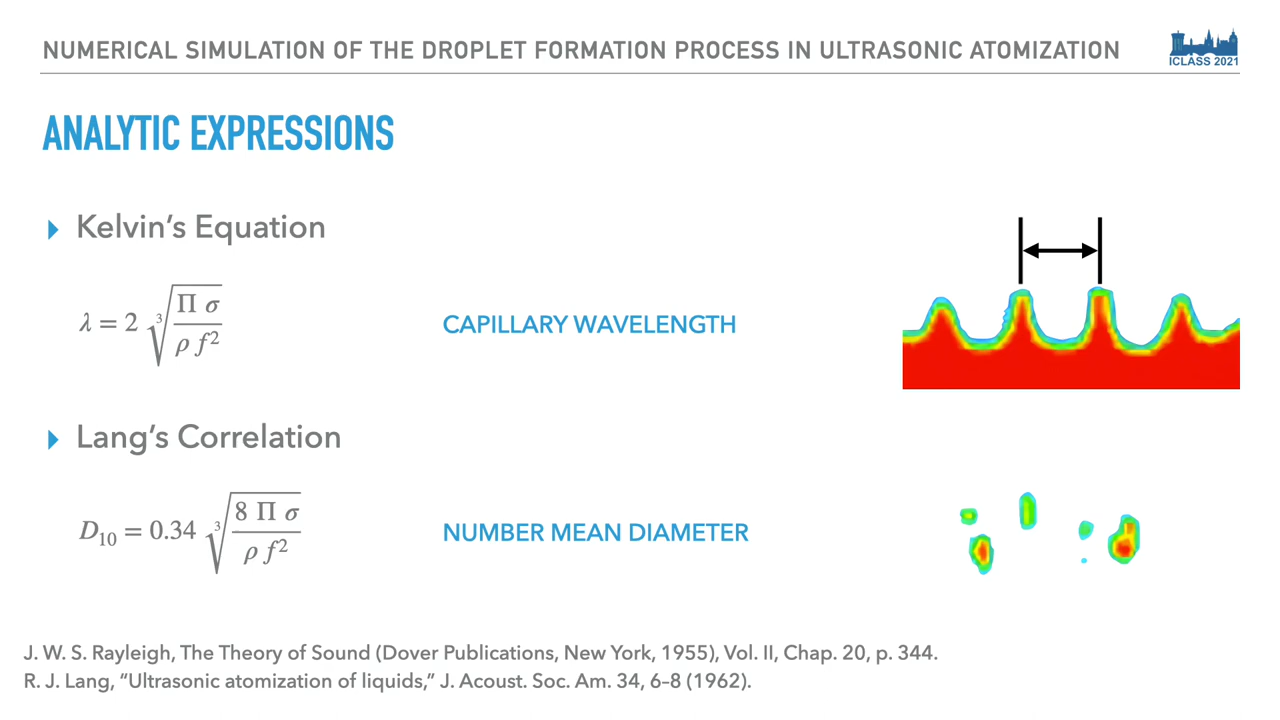 NUMERICAL SIMULATION OF THE DROPLET FORMATION PROCESS IN ULTRASONIC ATOMIZATION
ICLASS 2021
ANALYTIC EXPRESSIONS
Kelvin’s Equation
λ = 2 ∛(Π σ / ρ f²)
CAPILLARY WAVELENGTH
Lang’s Correlation
D₁₀ = 0.34 ∛(8 Π σ / ρ f²)
NUMBER MEAN DIAMETER
J. W. S. Rayleigh, The Theory of Sound (Dover Publications, New York, 1955), Vol. II, Chap. 20, p. 344.
R. J. Lang, “Ultrasonic atomization of liquids,” J. Acoust. Soc. Am. 34, 6–8 (1962).